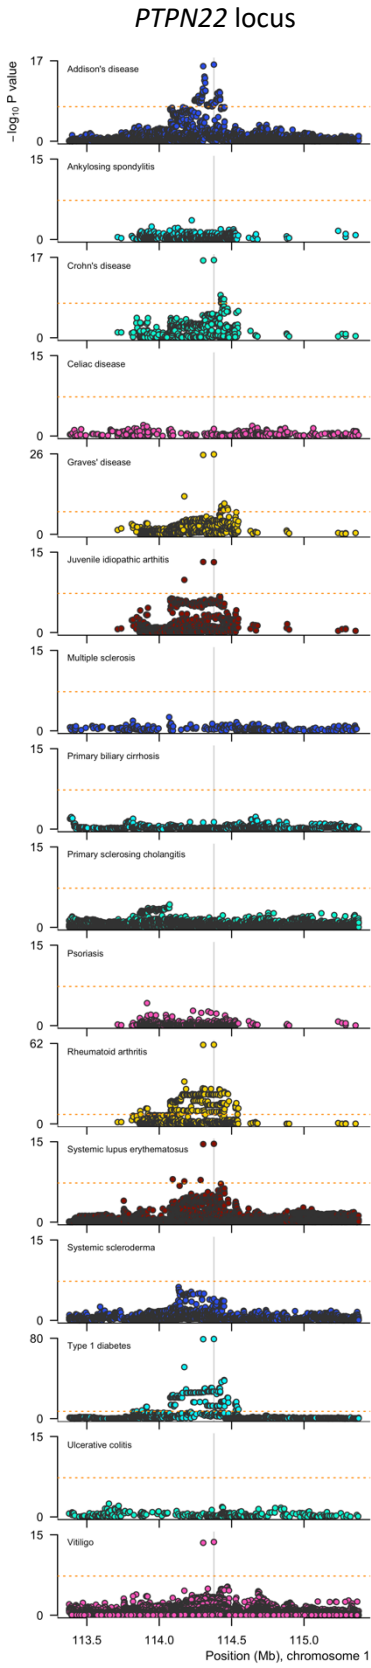 PTPN22 locus
−log10 P value
17
Addison's disease
0
15
Ankylosing spondylitis
0
17
Crohn's disease
0
15
Celiac disease
0
26
Graves' disease
0
15
Juvenile idiopathic arthitis
0
15
Multiple sclerosis
0
15
Primary biliary cirrhosis
0
15
Primary sclerosing cholangitis
0
15
Psoriasis
0
62
Rheumatoid arthritis
0
15
Systemic lupus erythematosus
0
15
Systemic scleroderma
0
80
Type 1 diabetes
0
15
Ulcerative colitis
0
15
Vitiligo
0
113.5 114.0 114.5 115.0
Position (Mb), chromosome 1